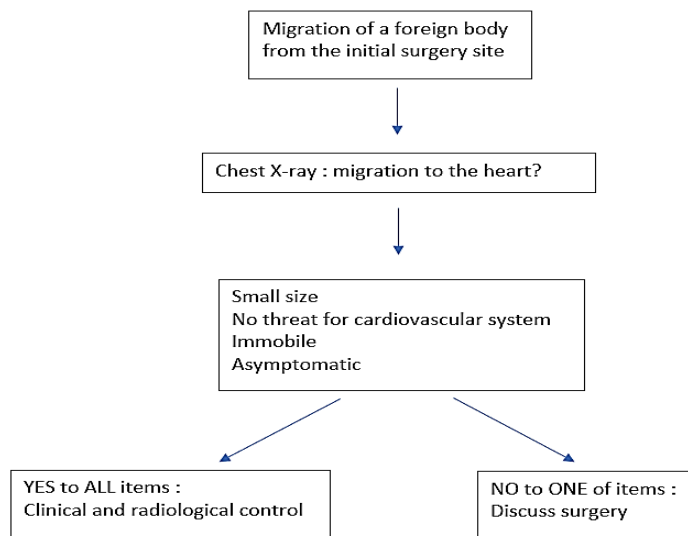 Migration of a foreign body
from the initial surgery site
Chest X-ray : migration to the heart?
Small size
No threat for cardiovascular system
Immobile
Asymptomatic
YES to ALL items :
Clinical and radiological control
NO to ONE of items :
Discuss surgery